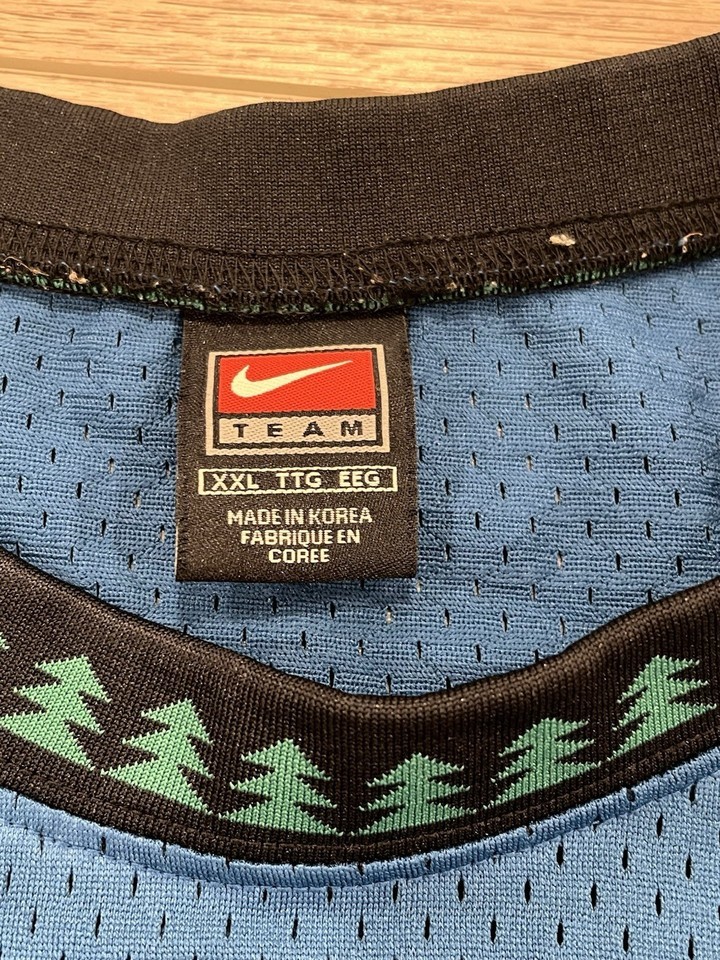 TEAM
XXL TTG EEG
MADE IN KOREA
FABRIQUE EN
COREE